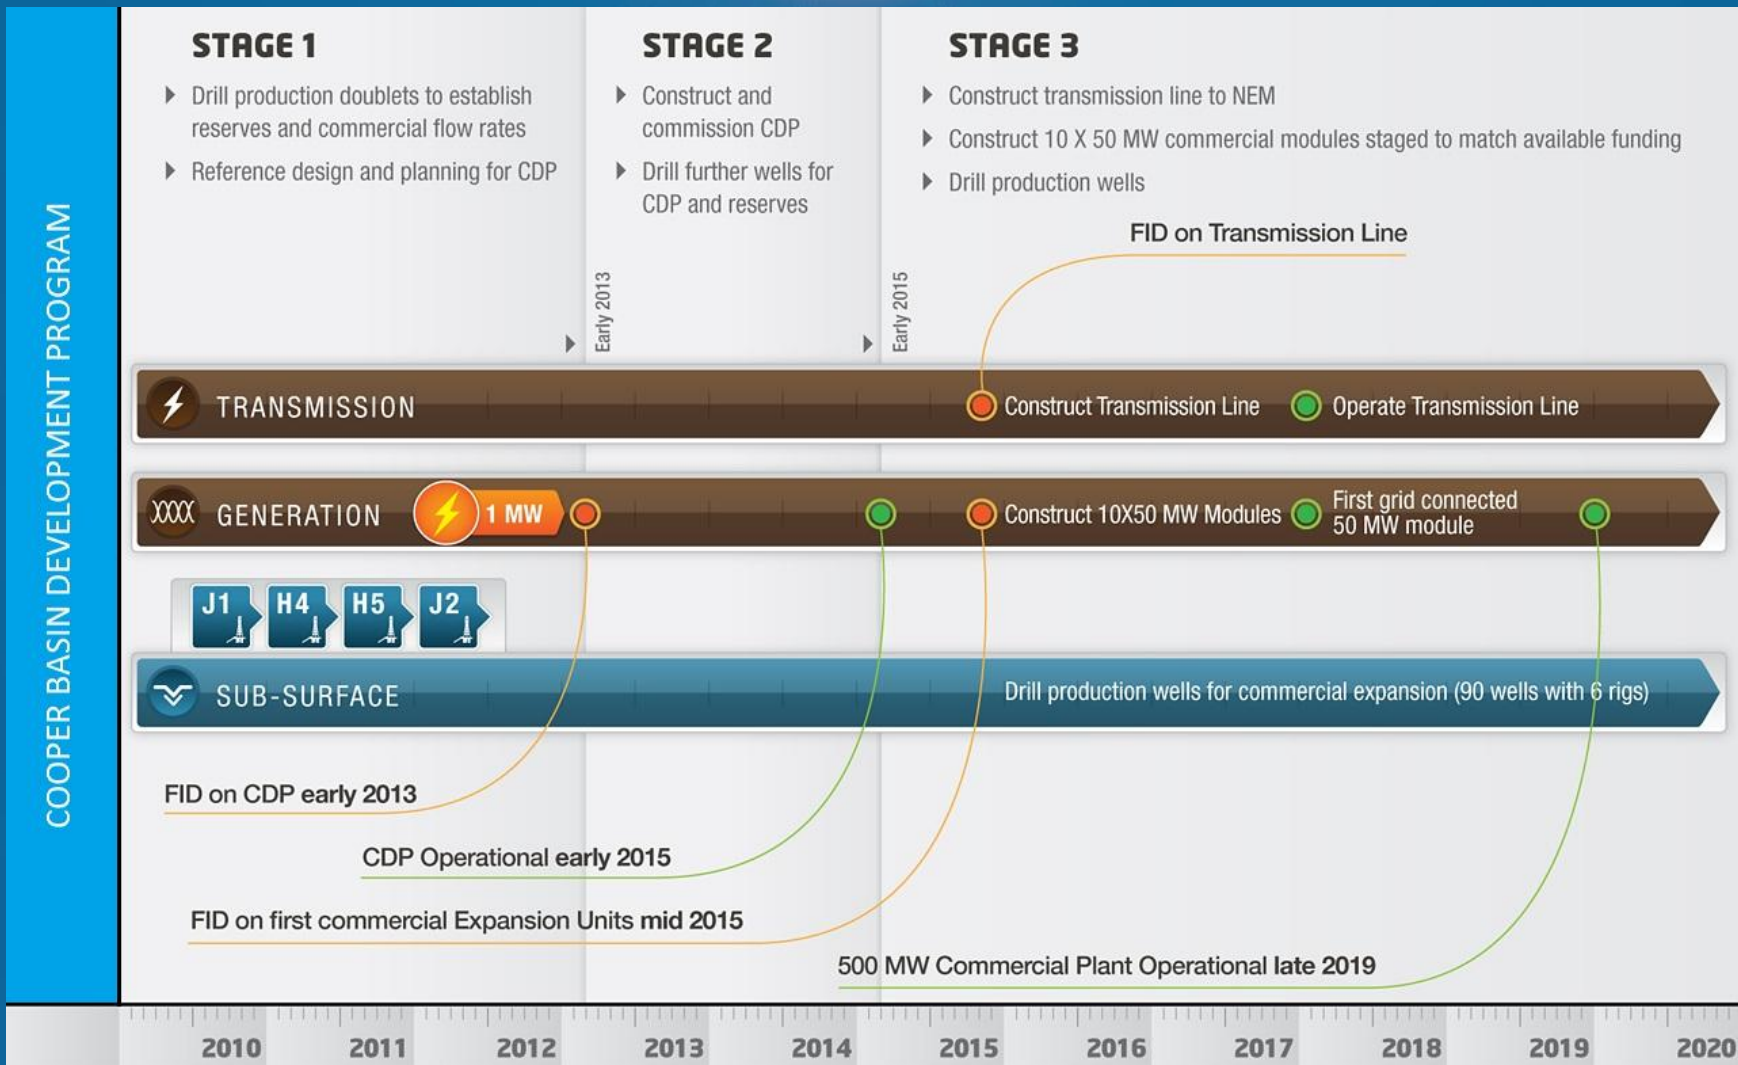 COOPER BASIN DEVELOPMENT PROGRAM
STAGE 1
Drill production doublets to establish
reserves and commercial flow rates
Reference design and planning for CDP
STAGE 2
Construct and
commission CDP
Drill further wells for
CDP and reserves
STAGE 3
Construct transmission line to NEM
Construct 10 X 50 MW commercial modules staged to match available funding
Drill production wells
FID on Transmission Line
Early 2013
Early 2015
TRANSMISSION
Construct Transmission Line
Operate Transmission Line
GENERATION
1 MW
Construct 10X50 MW Modules
First grid connected
50 MW module
J1
H4
H5
J2
SUB-SURFACE
Drill production wells for commercial expansion (90 wells with 6 rigs)
FID on CDP early 2013
CDP Operational early 2015
FID on first commercial Expansion Units mid 2015
500 MW Commercial Plant Operational late 2019
2010 2011 2012 2013 2014 2015 2016 2017 2018 2019 2020